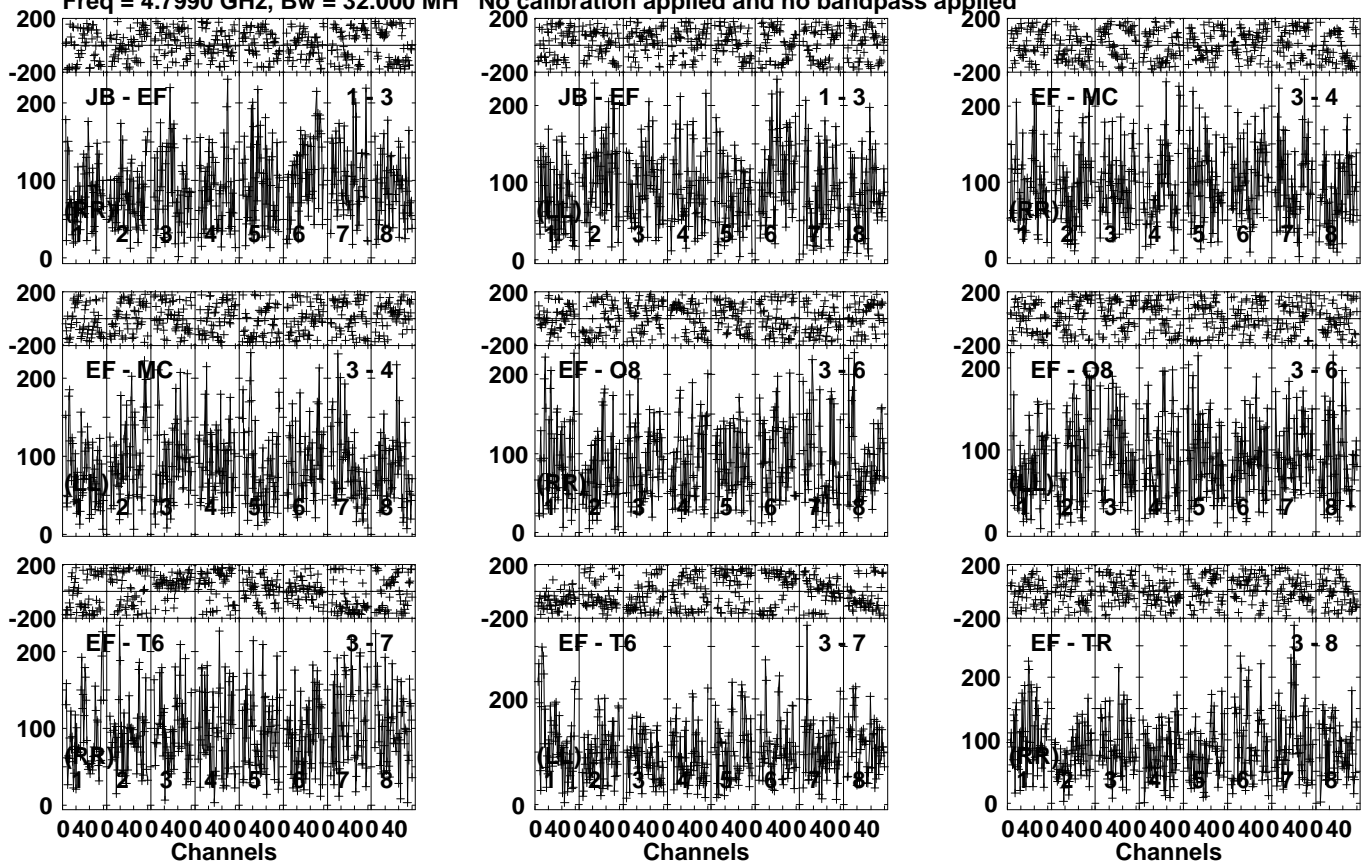 Freq = 4.7990 GHz, Bw = 32.000 MH No calibration applied and no bandpass applied
200 200 200
-200 -200 -200
JB - EF 1 - 3 JB - EF 1 - 3 EF - MC 3 - 4
200 200 200
100 100 100
(RR) (LL) (RR)
1 2 3 4 5 6 7 8 1 2 3 4 5 6 7 8 1 2 3 4 5 6 7 8
0 0 0
200 200 200
-200 -200 -200
EF - MC 3 - 4 EF - O8 3 - 6 EF - O8 3 - 6
200 200 200
100 100 100
(LL) (RR) (LL)
1 2 3 4 5 6 7 8 1 2 3 4 5 6 7 8 1 2 3 4 5 6 7 8
0 0 0
200 200 200
-200 -200 -200
EF - T6 3 - 7 EF - T6 3 - 7 EF - TR 3 - 8
200 200 200
100 100 100
(RR) (LL) (RR)
1 2 3 4 5 6 7 8 1 2 3 4 5 6 7 8 1 2 3 4 5 6 7 8
0 0 0
0 40 0 40 0 40 0 40 0 40 0 40 0 40 0 40 0 40 0 40 0 40 0 40 0 40 0 40 0 40 0 40 0 40 0 40 0 40 0 40 0 40 0 40 0 40 0 40
Channels Channels Channels